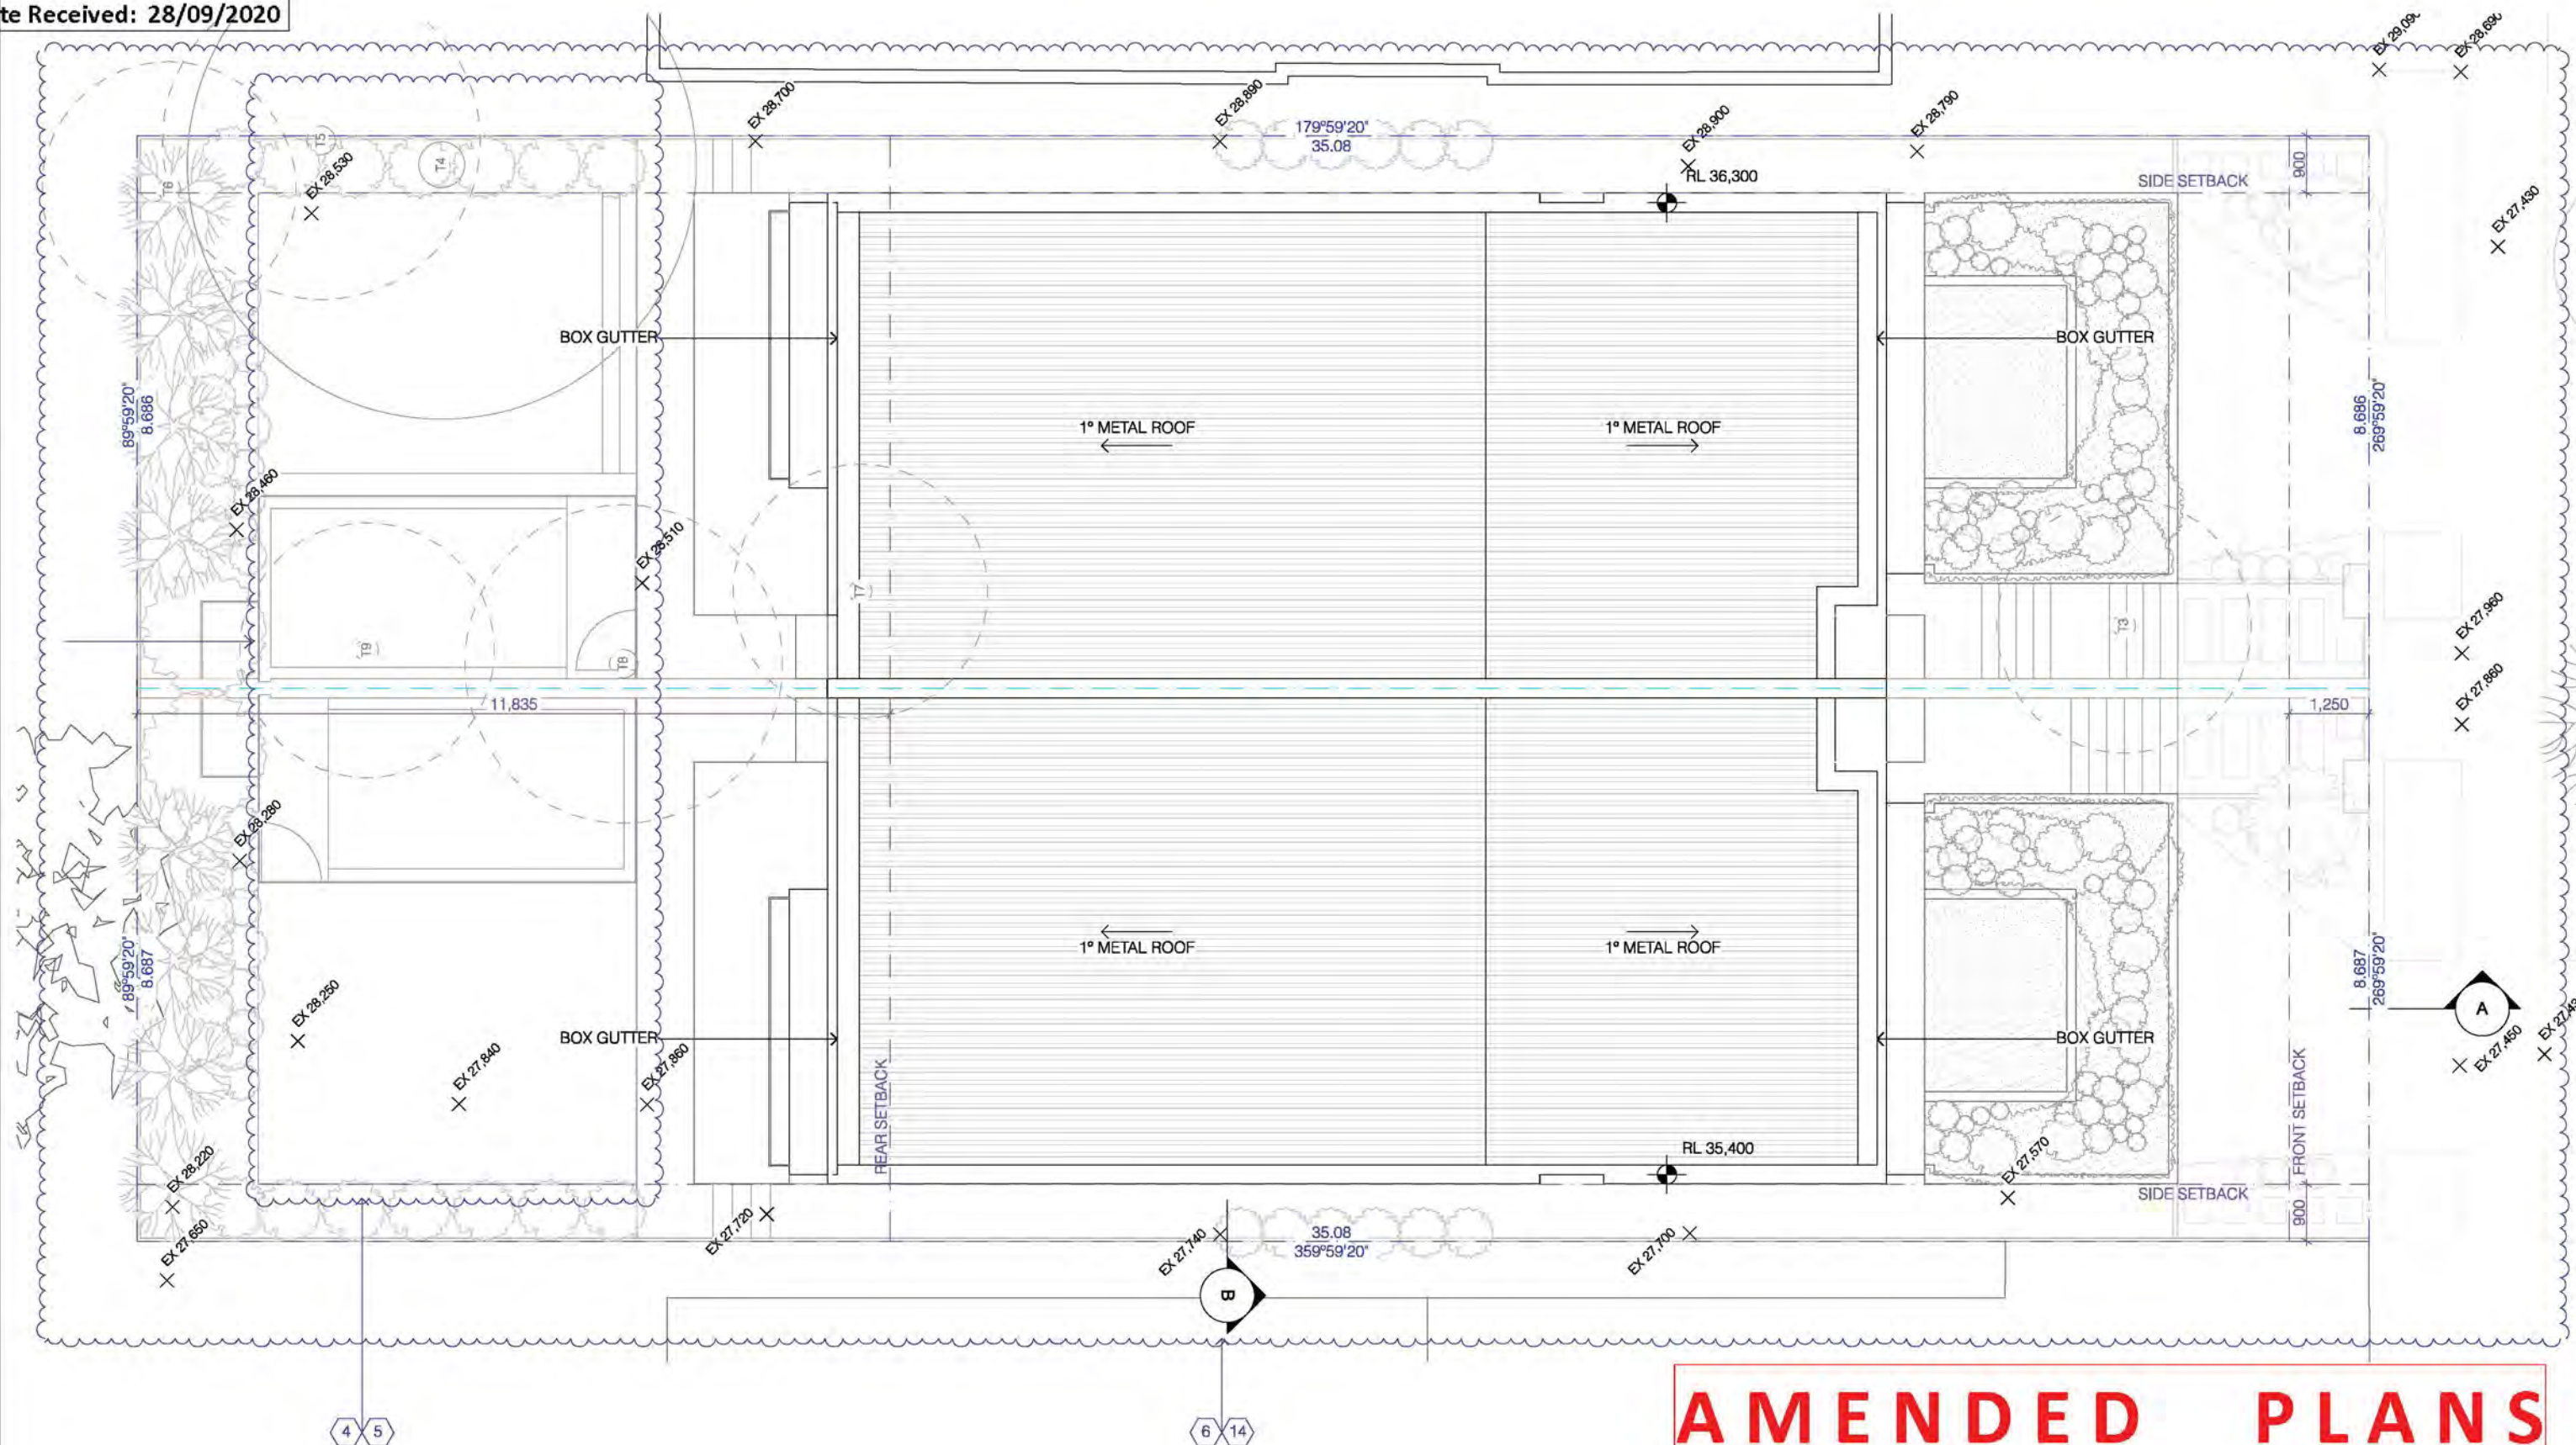 te Received: 28/09/2020
EX 29,090
EX 28,690
EX 28,700
EX 28,890
179°59'20"
35.08
EX 28,900
EX 28,790
T5
T4
T6
EX 28,530
RL 36,300
SIDE SETBACK
900
EX 27,430
BOX GUTTER
BOX GUTTER
89°59'20"
8.686
1° METAL ROOF
1° METAL ROOF
8.686
269°59'20"
EX 28,460
EX 28,510
T7
T9
T8
T3
EX 27,960
EX 27,860
11,835
1,250
EX 28,280
89°59'20"
8.687
1° METAL ROOF
1° METAL ROOF
8.687
269°59'20"
EX 28,250
A
BOX GUTTER
BOX GUTTER
EX 27,840
EX 27,860
EX 27,450
REAR SETBACK
FRONT SETBACK
RL 35,400
EX 27,570
EX 28,220
SIDE SETBACK
900
EX 27,650
EX 27,720
EX 27,740
35.08
359°59'20"
EX 27,700
B
4 5
6 14
AMENDED PLANS